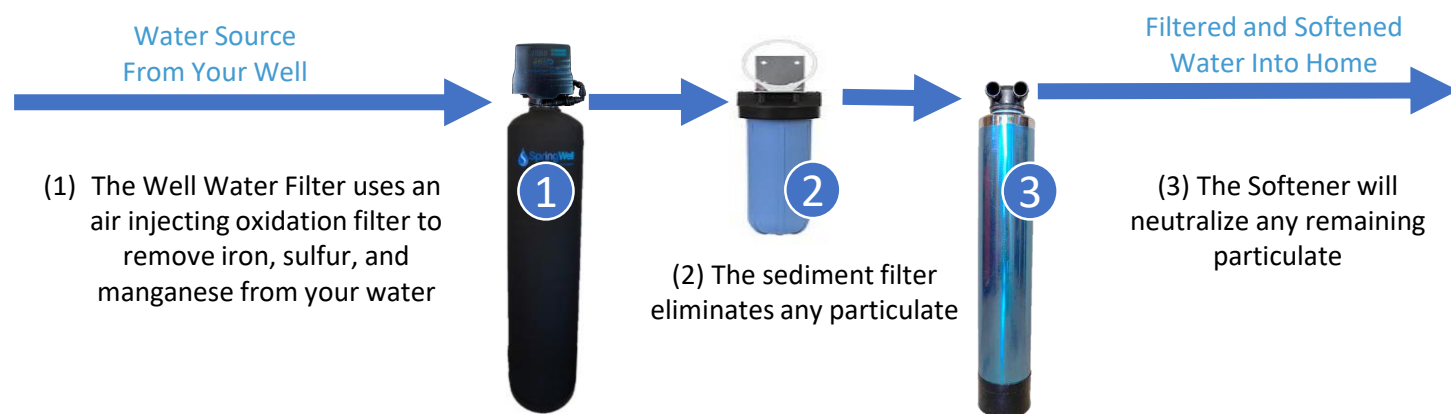 Water Source
From Your Well
Filtered and Softened
Water Into Home
SpringWell
1
2
3
(1) The Well Water Filter uses an
air injecting oxidation filter to
remove iron, sulfur, and
manganese from your water
(2) The sediment filter
eliminates any particulate
(3) The Softener will
neutralize any remaining
particulate